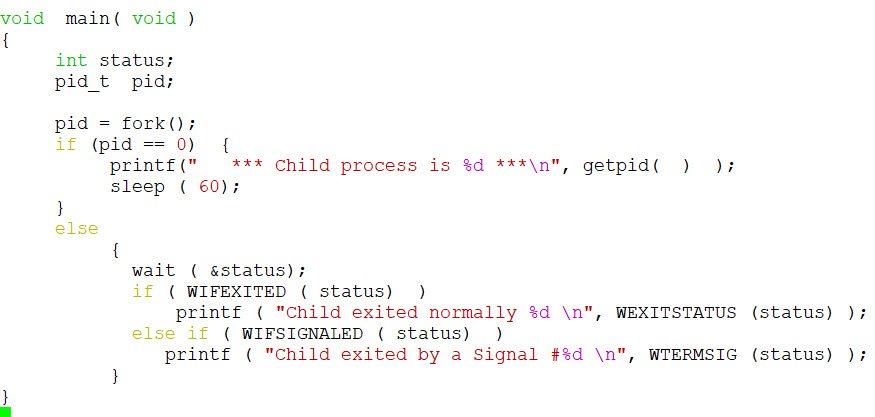 void  main( void )
{
     int status;
     pid_t  pid;

     pid = fork();
     if (pid == 0)  {
          printf("   *** Child process is %d ***\n", getpid(  )  );
          sleep ( 60);
     }
     else
          {
            wait ( &status);
            if ( WIFEXITED ( status)  )
                printf ( "Child exited normally %d \n", WEXITSTATUS (status) );
            else if ( WIFSIGNALED ( status)  )
               printf ( "Child exited by a Signal #%d \n", WTERMSIG (status) );
          }
}